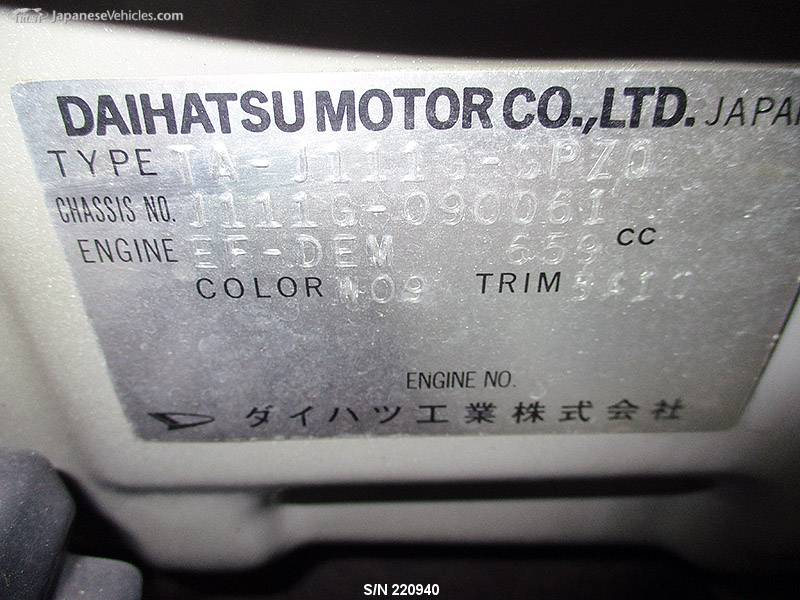 JapaneseVehicles.com
DAIHATSU MOTOR CO.,LTD. JAPAN
TYPE TA-J111G-GPZQ
CHASSIS NO. J111G-090061
ENGINE EF-DEM 659 CC
COLOR W09 TRIM
ENGINE NO.
ダイハツ工業株式会社
S/N 220940